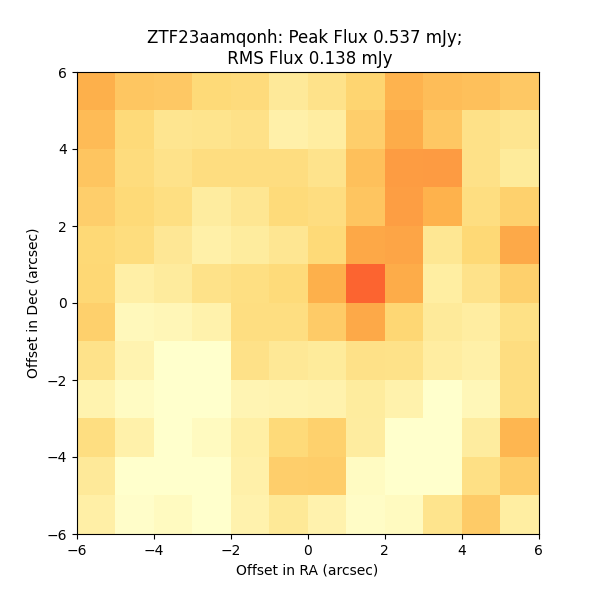 ZTF23aamqonh: Peak Flux 0.537 mJy;
RMS Flux 0.138 mJy
6
4
2
0
−2
−4
−6
Offset in Dec (arcsec)
−6 −4 −2 0 2 4 6
Offset in RA (arcsec)